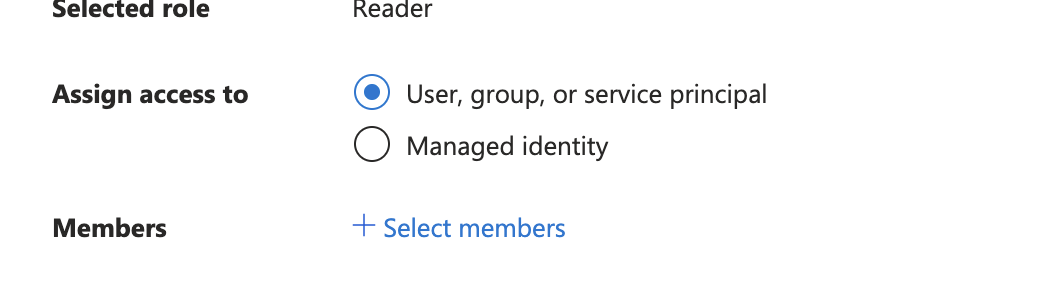 Selected role Reader
Assign access to User, group, or service principal
Managed identity
Members + Select members